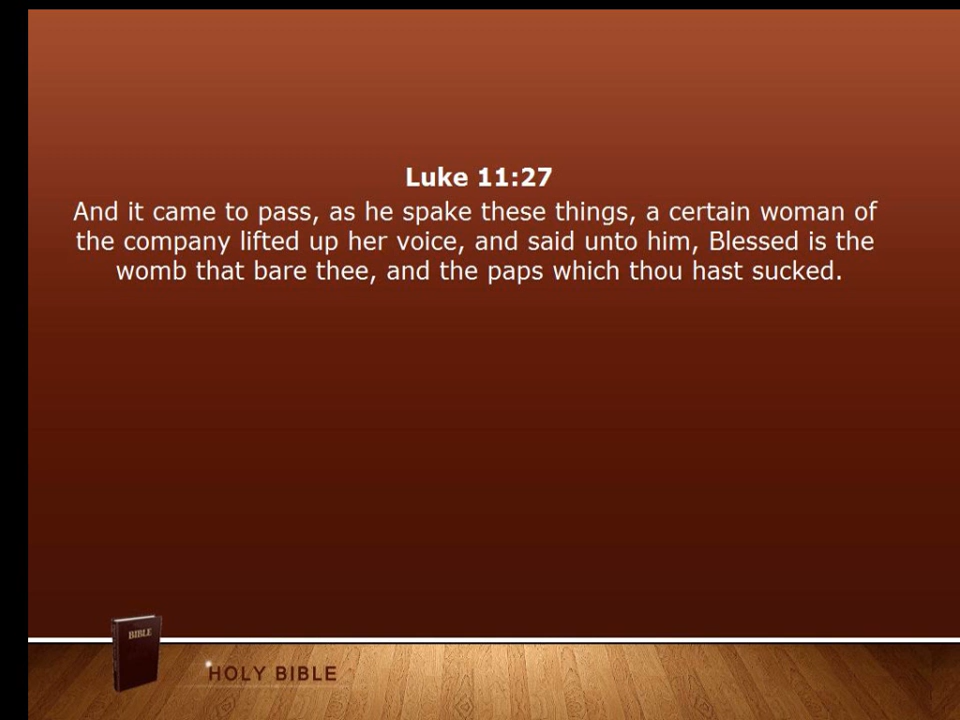 Luke 11:27
And it came to pass, as he spake these things, a certain woman of
the company lifted up her voice, and said unto him, Blessed is the
womb that bare thee, and the paps which thou hast sucked.
BIBLE
HOLY BIBLE